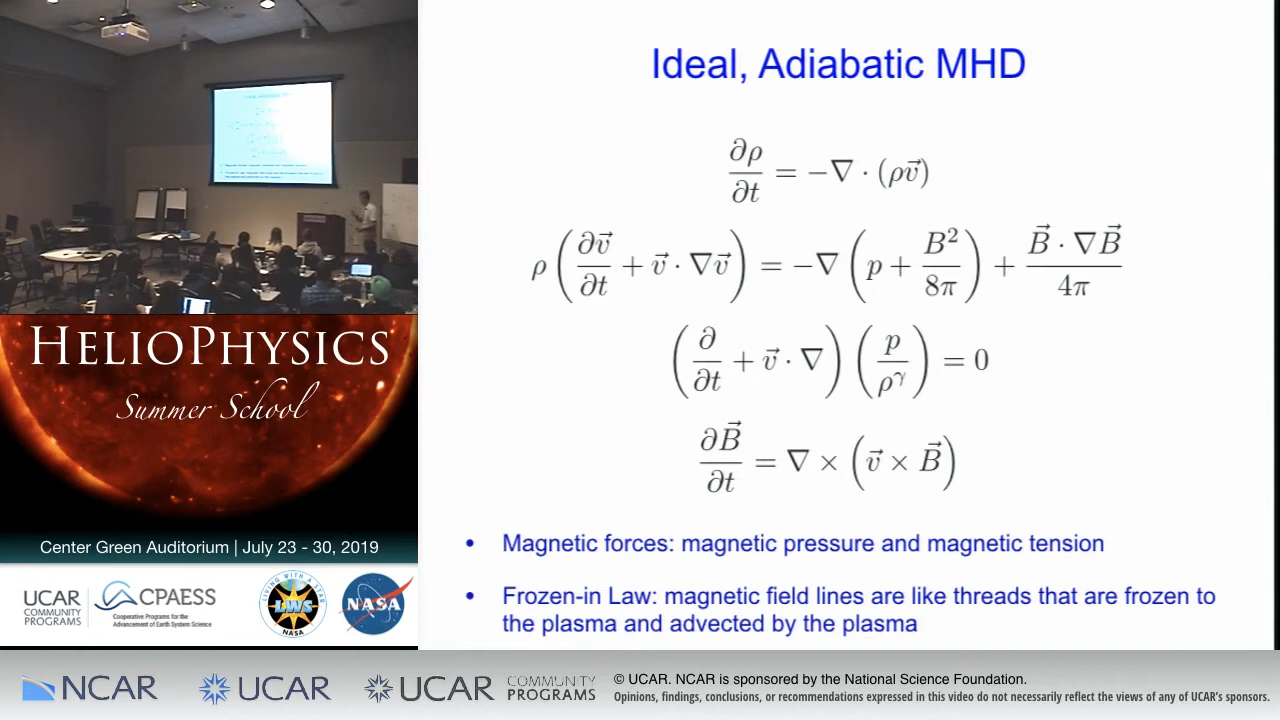 Ideal, Adiabatic MHD
∂ρ/∂t = −∇ · (ρv⃗)
ρ(∂v⃗/∂t + v⃗ · ∇v⃗) = −∇(p + B²/8π) + B⃗ · ∇B⃗/4π
(∂/∂t + v⃗ · ∇)(p/ρ^γ) = 0
∂B⃗/∂t = ∇ × (v⃗ × B⃗)
• Magnetic forces: magnetic pressure and magnetic tension
• Frozen-in Law: magnetic field lines are like threads that are frozen to
the plasma and advected by the plasma
HELIOPHYSICS
Summer School
Center Green Auditorium | July 23 - 30, 2019
UCAR
COMMUNITY
PROGRAMS
CPAESS
Cooperative Programs for the
Advancement of Earth System Science
LIVING WITH A STAR
LWS
NASA
NASA
NCAR
UCAR
UCAR
COMMUNITY
PROGRAMS
© UCAR. NCAR is sponsored by the National Science Foundation.
Opinions, findings, conclusions, or recommendations expressed in this video do not necessarily reflect the views of any of UCAR's sponsors.